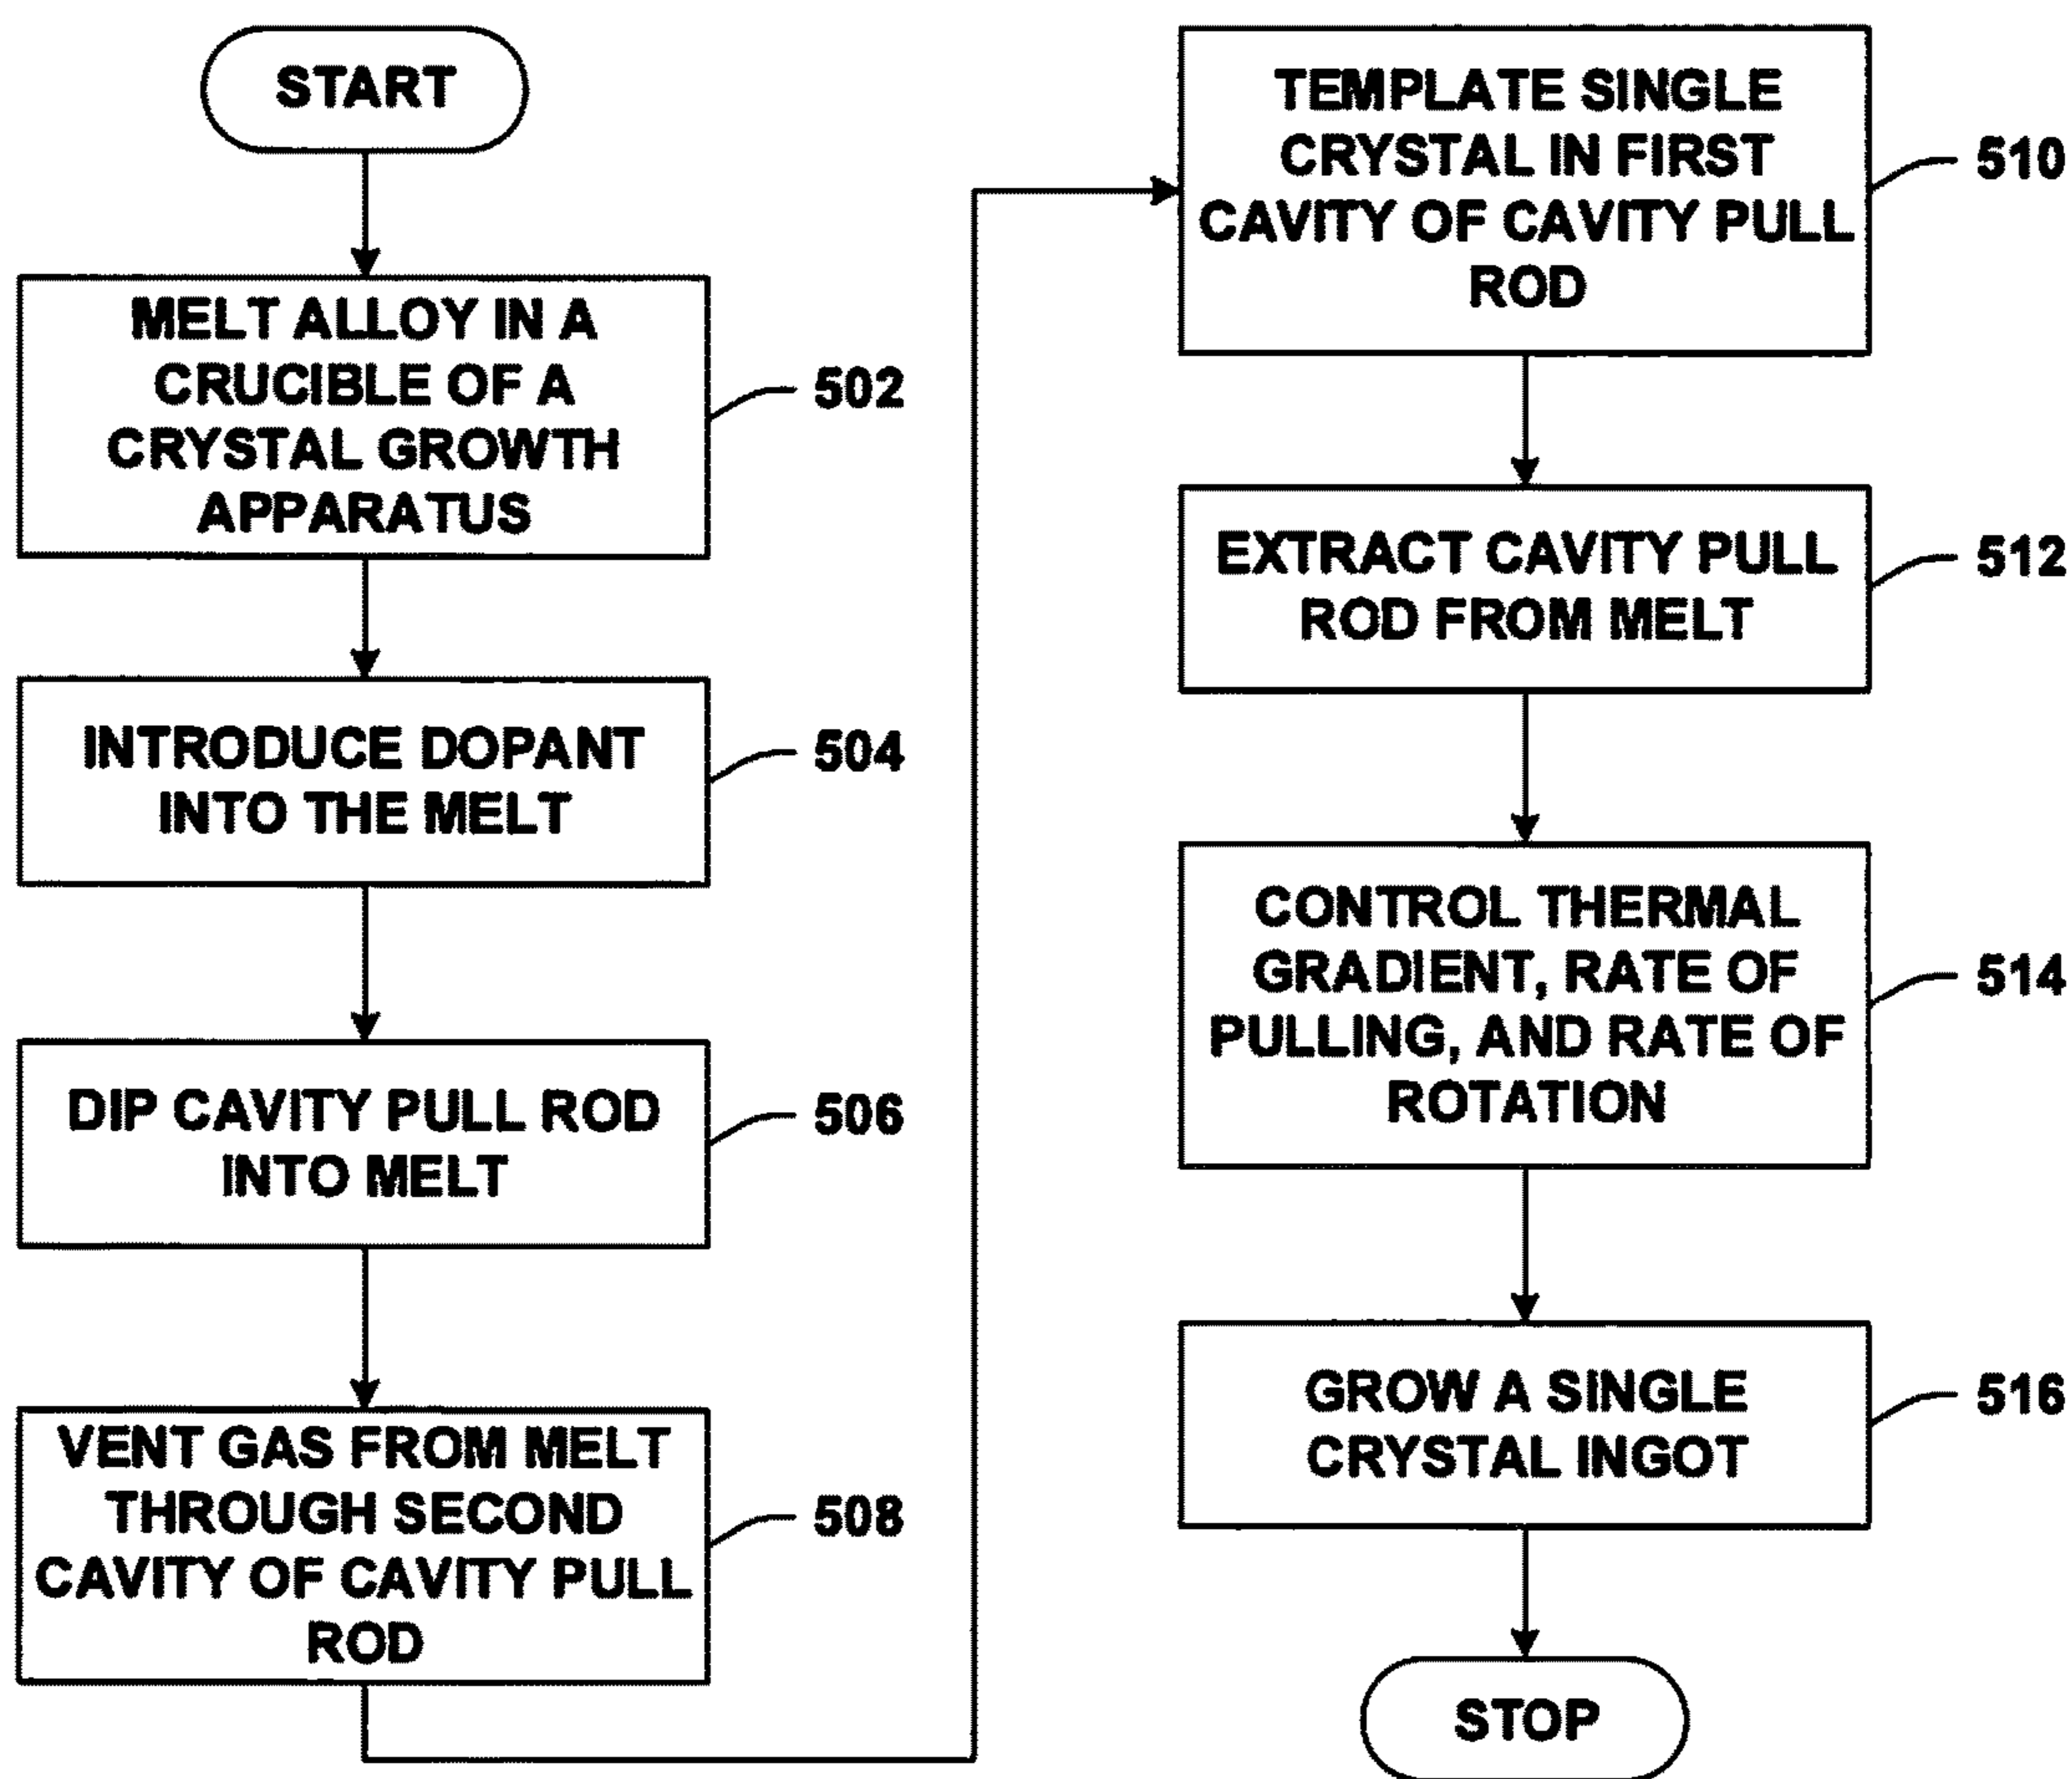 START
MELT ALLOY IN A
CRUCIBLE OF A
CRYSTAL GROWTH
APPARATUS
502
INTRODUCE DOPANT
INTO THE MELT
504
DIP CAVITY PULL ROD
INTO MELT
506
VENT GAS FROM MELT
THROUGH SECOND
CAVITY OF CAVITY PULL
ROD
508
TEMPLATE SINGLE
CRYSTAL IN FIRST
CAVITY OF CAVITY PULL
ROD
510
EXTRACT CAVITY PULL
ROD FROM MELT
512
CONTROL THERMAL
GRADIENT, RATE OF
PULLING, AND RATE OF
ROTATION
514
GROW A SINGLE
CRYSTAL INGOT
516
STOP